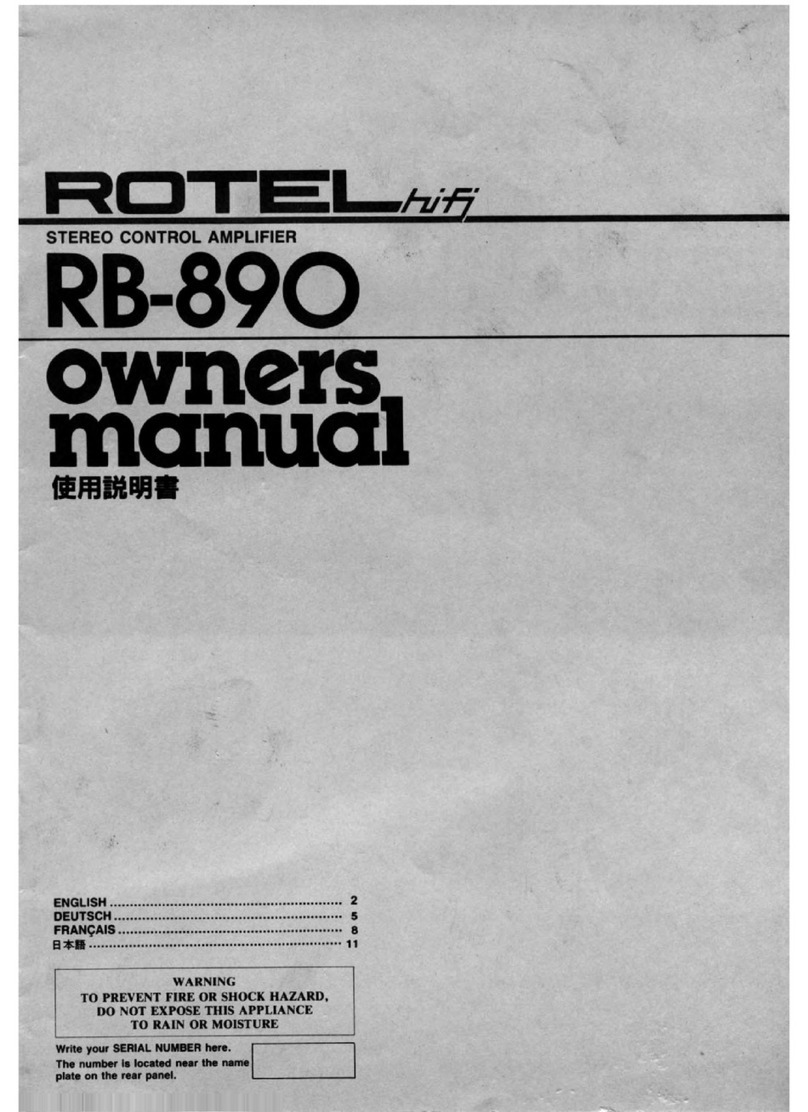 ROTEL hifi
STEREO CONTROL AMPLIFIER
RB-890
owners
manual
使用説明書
ENGLISH ........................................................ 2
DEUTSCH ........................................................ 5
FRANÇAIS ........................................................ 8
日本語 ........................................................ 11
WARNING
TO PREVENT FIRE OR SHOCK HAZARD,
DO NOT EXPOSE THIS APPLIANCE
TO RAIN OR MOISTURE
Write your SERIAL NUMBER here.
The number is located near the name
plate on the rear panel.